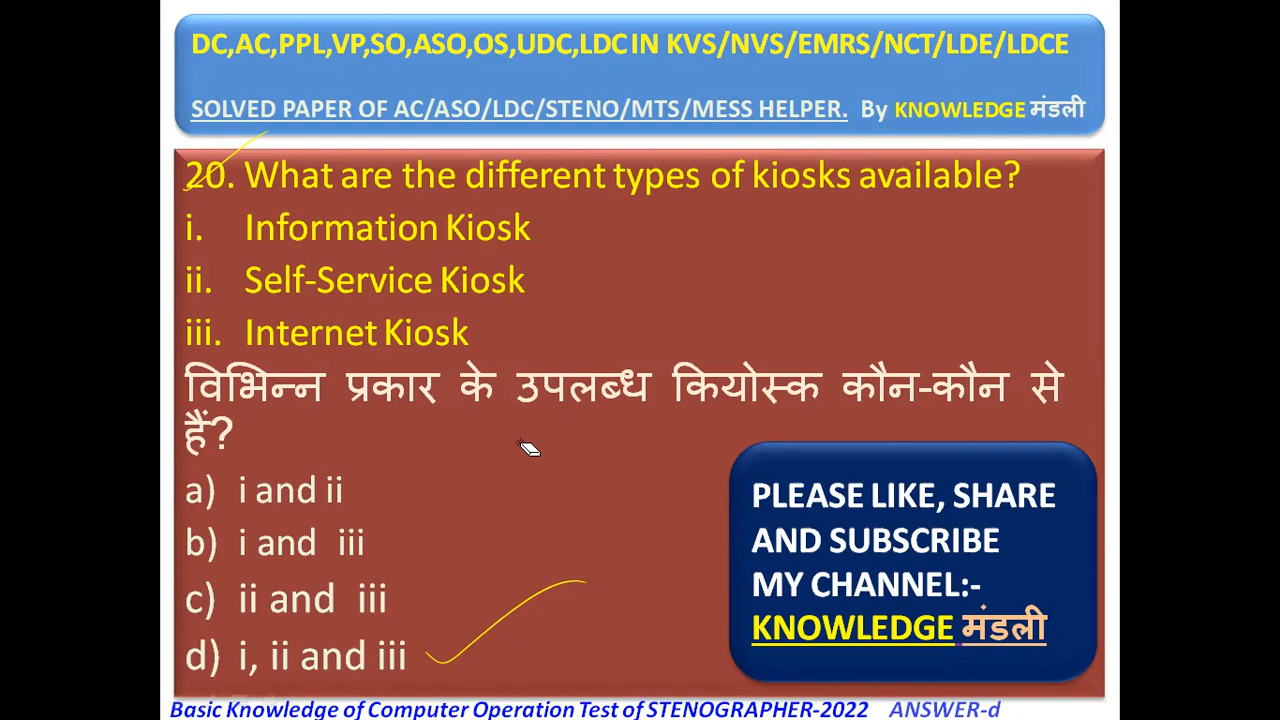 DC,AC,PPL,VP,SO,ASO,OS,UDC,LDC IN KVS/NVS/EMRS/NCT/LDE/LDCE
SOLVED PAPER OF AC/ASO/LDC/STENO/MTS/MESS HELPER. By KNOWLEDGE मंडली
20. What are the different types of kiosks available?
i. Information Kiosk
ii. Self-Service Kiosk
iii. Internet Kiosk
विभिन्न प्रकार के उपलब्ध कियोस्क कौन-कौन से
हैं?
a) i and ii
b) i and iii
c) ii and iii
d) i, ii and iii
PLEASE LIKE, SHARE
AND SUBSCRIBE
MY CHANNEL:-
KNOWLEDGE मंडली
Basic Knowledge of Computer Operation Test of STENOGRAPHER-2022 ANSWER-d